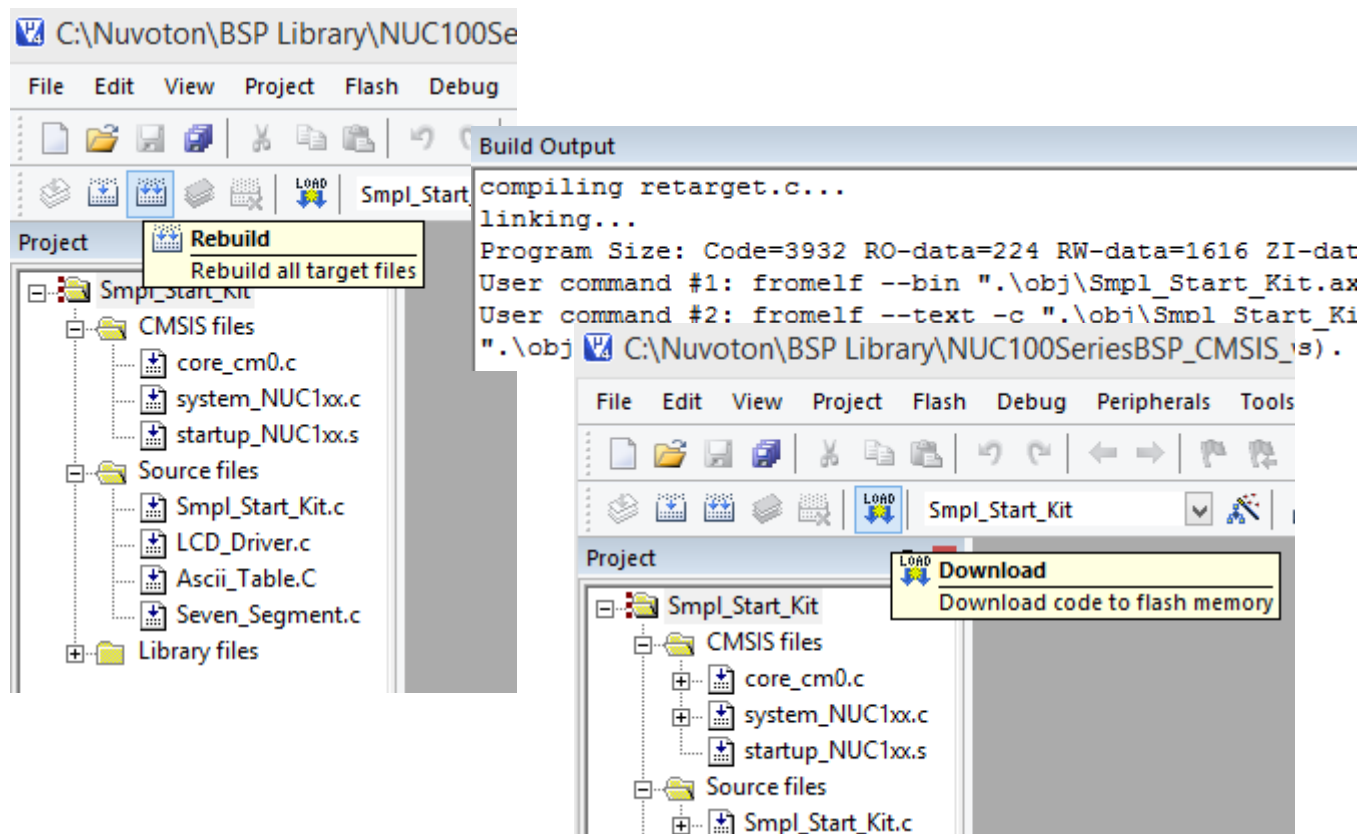 C:\Nuvoton\BSP Library\NUC100Se
File Edit View Project Flash Debug
LOAD Smpl_Start_
Project
Rebuild
Rebuild all target files
Smpl_Start_Kit
CMSIS files
core_cm0.c
system_NUC1xx.c
startup_NUC1xx.s
Source files
Smpl_Start_Kit.c
LCD_Driver.c
Ascii_Table.C
Seven_Segment.c
Library files
Build Output
compiling retarget.c...
linking...
Program Size: Code=3932 RO-data=224 RW-data=1616 ZI-dat
User command #1: fromelf --bin ".\obj\Smpl_Start_Kit.ax
User command #2: fromelf --text -c ".\obj\Smpl_Start_Ki
".\obj s).
C:\Nuvoton\BSP Library\NUC100SeriesBSP_CMSIS_
File Edit View Project Flash Debug Peripherals Tools
LOAD Smpl_Start_Kit
Project
LOAD Download
Download code to flash memory
Smpl_Start_Kit
CMSIS files
core_cm0.c
system_NUC1xx.c
startup_NUC1xx.s
Source files
Smpl_Start_Kit.c